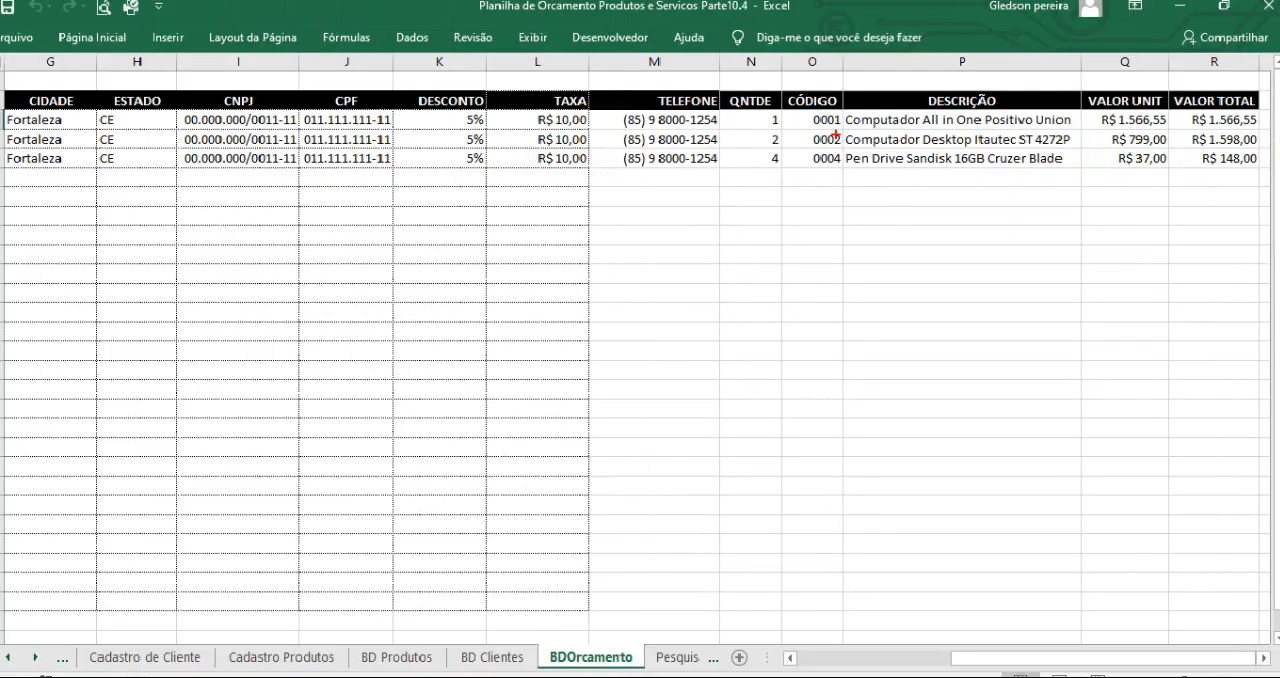 Planilha de Orcamento Produtos e Servicos Parte10.4 - Excel
Gledson pereira
rquivo Página Inicial Inserir Layout da Página Fórmulas Dados Revisão Exibir Desenvolvedor Ajuda Diga-me o que você deseja fazer Compartilhar
G H I J K L M N O P Q R
CIDADE ESTADO CNPJ CPF DESCONTO TAXA TELEFONE QNTDE CÓDIGO DESCRIÇÃO VALOR UNIT VALOR TOTAL
Fortaleza CE 00.000.000/0011-11 011.111.111-11 5% R$ 10,00 (85) 9 8000-1254 1 0001 Computador All in One Positivo Union R$ 1.566,55 R$ 1.566,55
Fortaleza CE 00.000.000/0011-11 011.111.111-11 5% R$ 10,00 (85) 9 8000-1254 2 0002 Computador Desktop Itautec ST 4272P R$ 799,00 R$ 1.598,00
Fortaleza CE 00.000.000/0011-11 011.111.111-11 5% R$ 10,00 (85) 9 8000-1254 4 0004 Pen Drive Sandisk 16GB Cruzer Blade R$ 37,00 R$ 148,00
... Cadastro de Cliente Cadastro Produtos BD Produtos BD Clientes BDOrcamento Pesquis ...